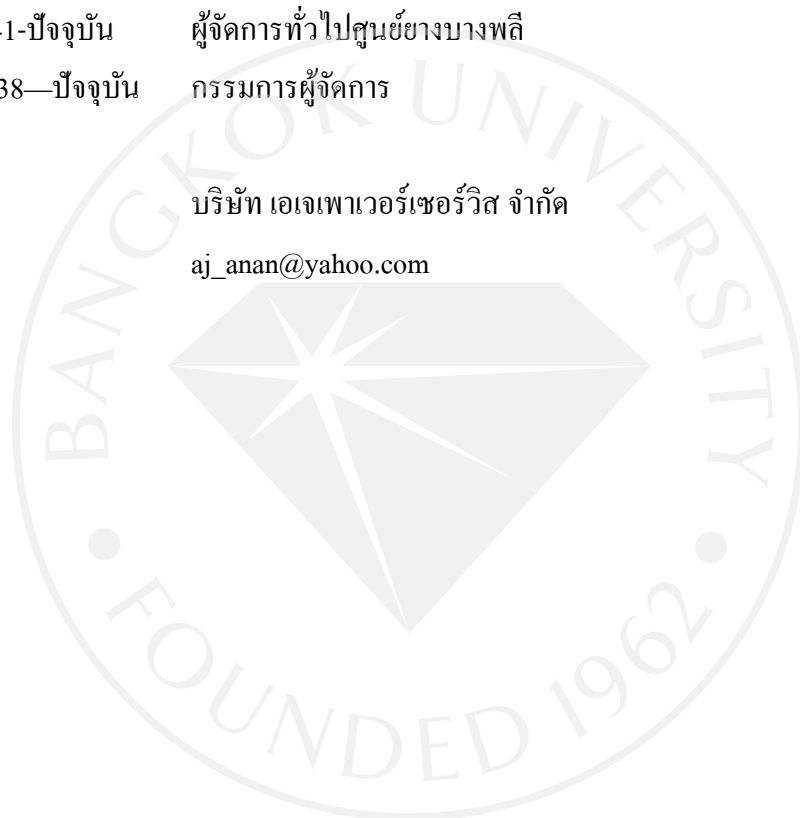 1-ปัจจุบัน ผู้จัดการทั่วไปศูนย์ยางบางพลี
38—ปัจจุบัน กรรมการผู้จัดการ
บริษัท เอเจเพาเวอร์เซอร์วิส จำกัด
aj_anan@yahoo.com
BANGKOK UNIVERSITY
FOUNDED 1962